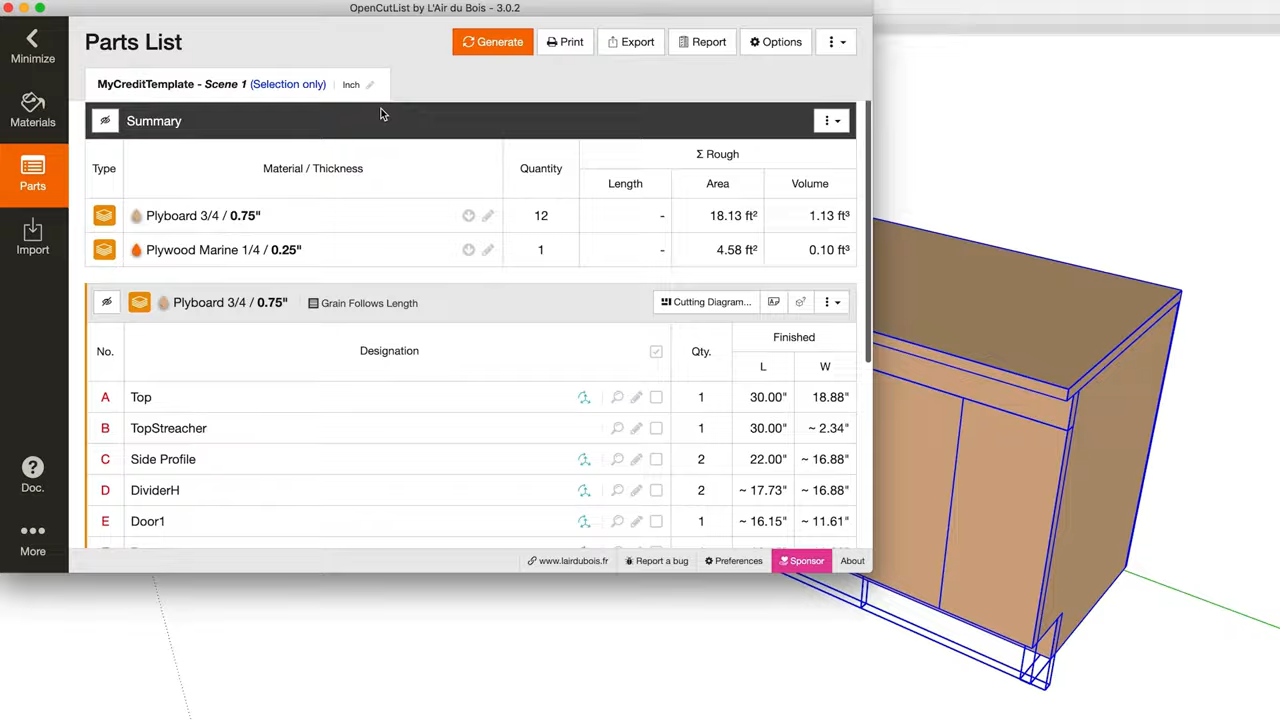 OpenCutList by L'Air du Bois - 3.0.2
Minimize
Materials
Parts
Import
Doc.
More
Parts List
Generate
Print
Export
Report
Options
MyCreditTemplate - Scene 1 (Selection only)
Inch
Summary
Type
Material / Thickness
Quantity
Σ Rough
Length
Area
Volume
Plyboard 3/4 / 0.75"
12
-
18.13 ft²
1.13 ft³
Plywood Marine 1/4 / 0.25"
1
-
4.58 ft²
0.10 ft³
Plyboard 3/4 / 0.75"
Grain Follows Length
Cutting Diagram...
No.
Designation
Qty.
Finished
L
W
A
Top
1
30.00"
18.88"
B
TopStreacher
1
30.00"
~ 2.34"
C
Side Profile
2
22.00"
~ 16.88"
D
DividerH
2
~ 17.73"
~ 16.88"
E
Door1
1
~ 16.15"
~ 11.61"
www.lairdubois.fr
Report a bug
Preferences
Sponsor
About